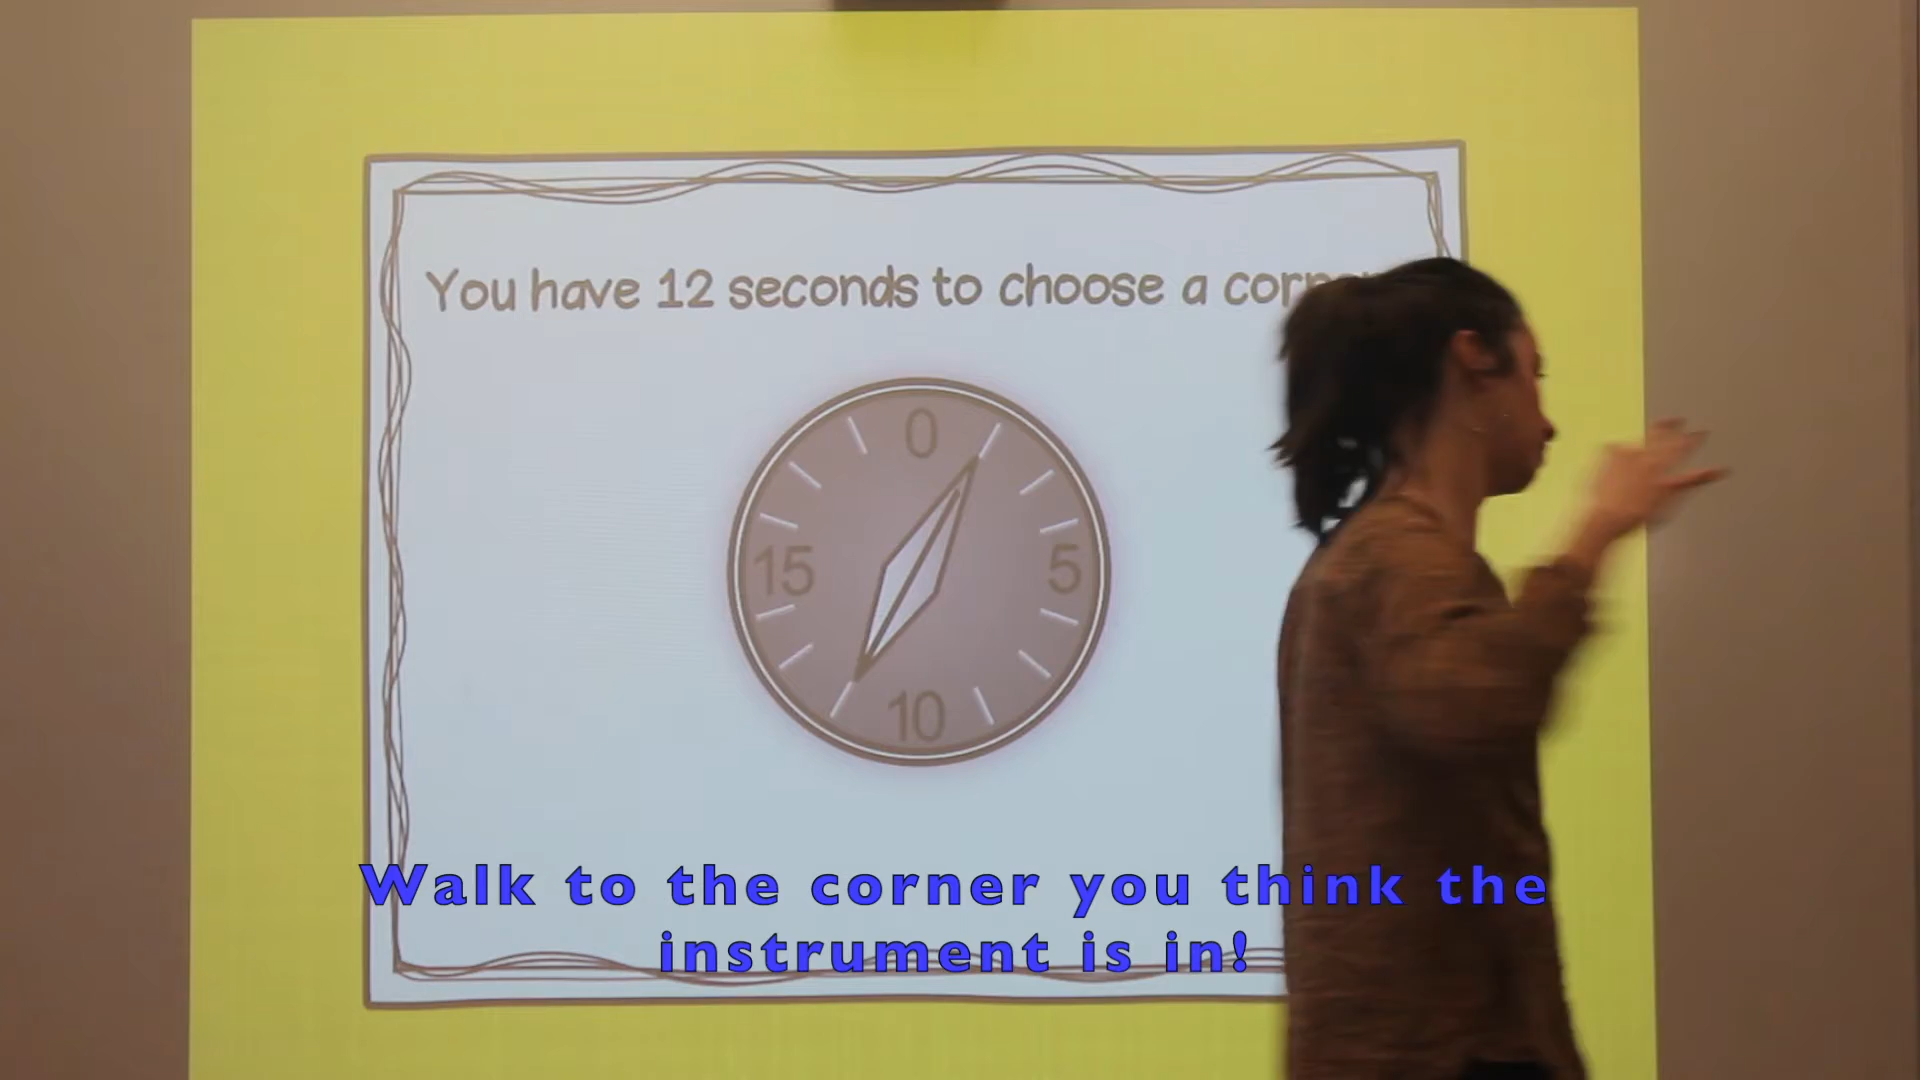 You have 12 seconds to choose a
0
15
5
10
Walk to the corner you think the
instrument is in!